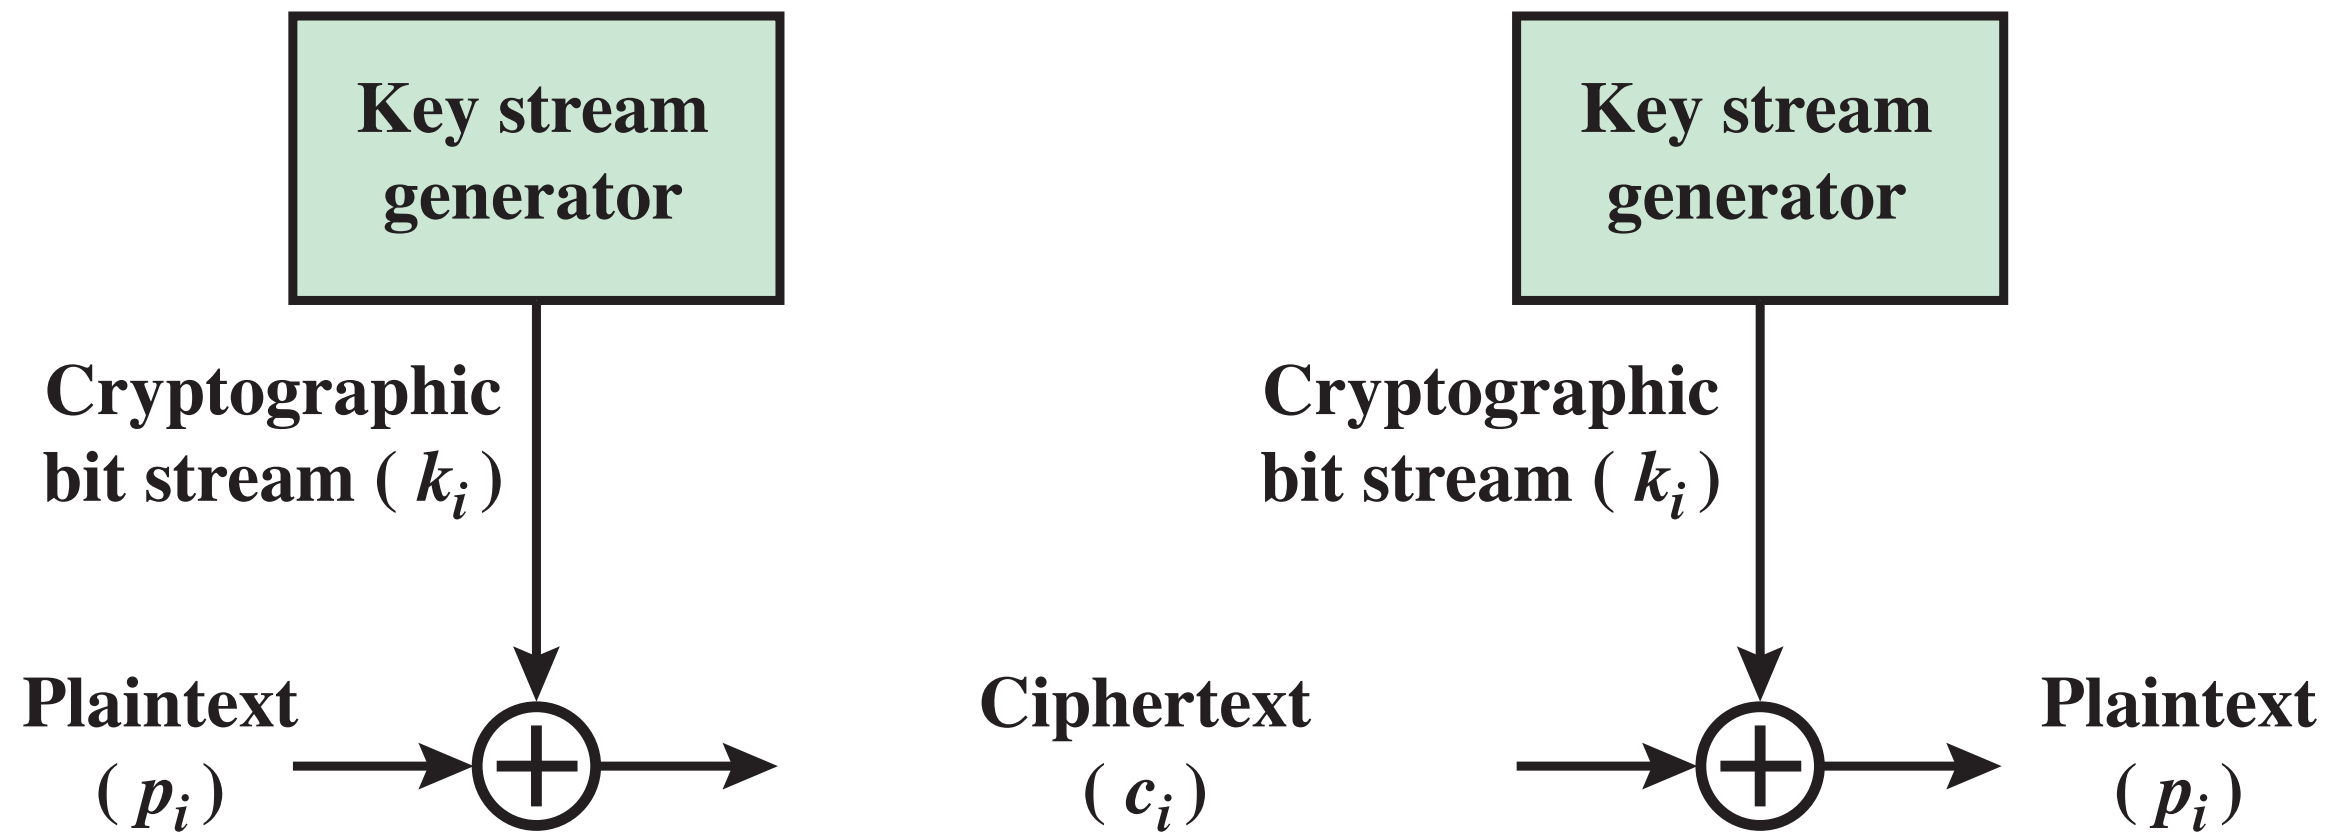 Key stream
generator
Cryptographic
bit stream ( kᵢ )
Plaintext
( pᵢ )
Ciphertext
( cᵢ )
Key stream
generator
Cryptographic
bit stream ( kᵢ )
Plaintext
( pᵢ )